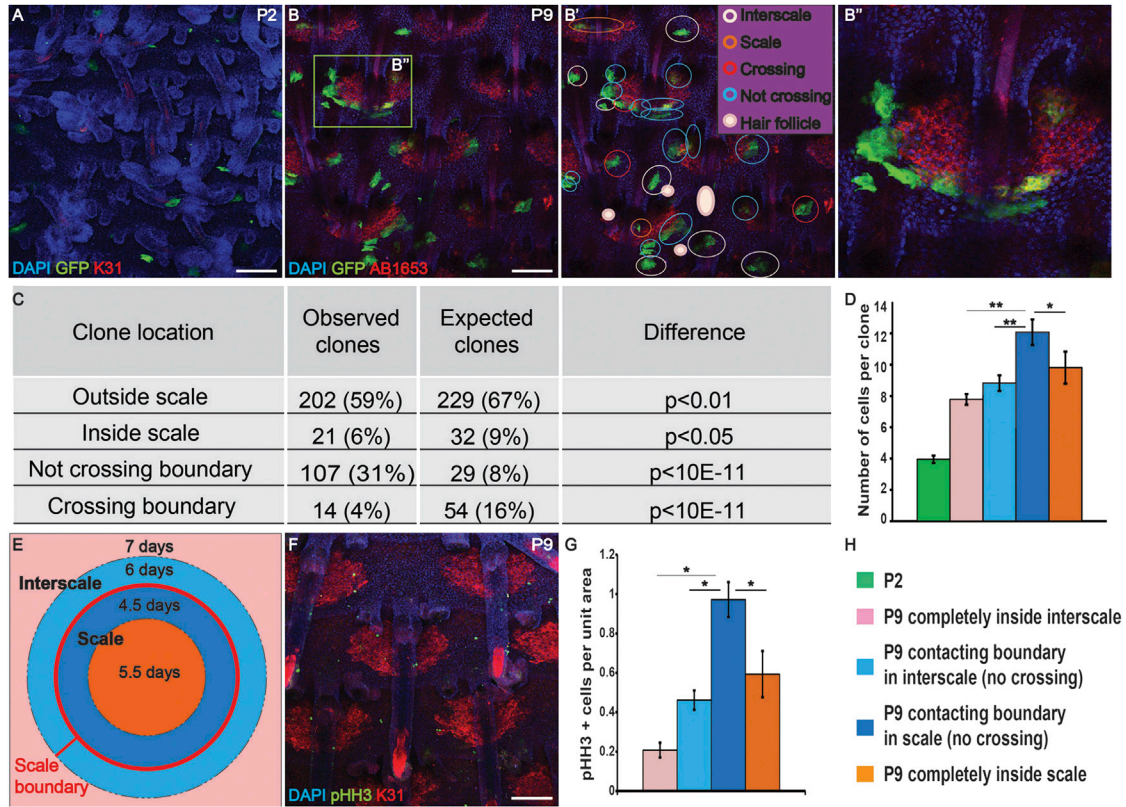 A
P2
DAPI GFP K31
B
P9
B"
DAPI GFP AB1653
B'
Interscale
Scale
Crossing
Not crossing
Hair follicle
B"
C
Clone location
Observed
clones
Expected
clones
Difference
Outside scale
202 (59%)
229 (67%)
p<0.01
Inside scale
21 (6%)
32 (9%)
p<0.05
Not crossing boundary
107 (31%)
29 (8%)
p<10E-11
Crossing boundary
14 (4%)
54 (16%)
p<10E-11
D
Number of cells per clone
14
12
10
8
6
4
2
0
**
**
*
E
7 days
6 days
Interscale
4.5 days
Scale
5.5 days
Scale
boundary
F
P9
DAPI pHH3 K31
G
pHH3 + cells per unit area
1.2
1
0.8
0.6
0.4
0.2
0
*
*
*
H
P2
P9 completely inside interscale
P9 contacting boundary
in interscale (no crossing)
P9 contacting boundary
in scale (no crossing)
P9 completely inside scale